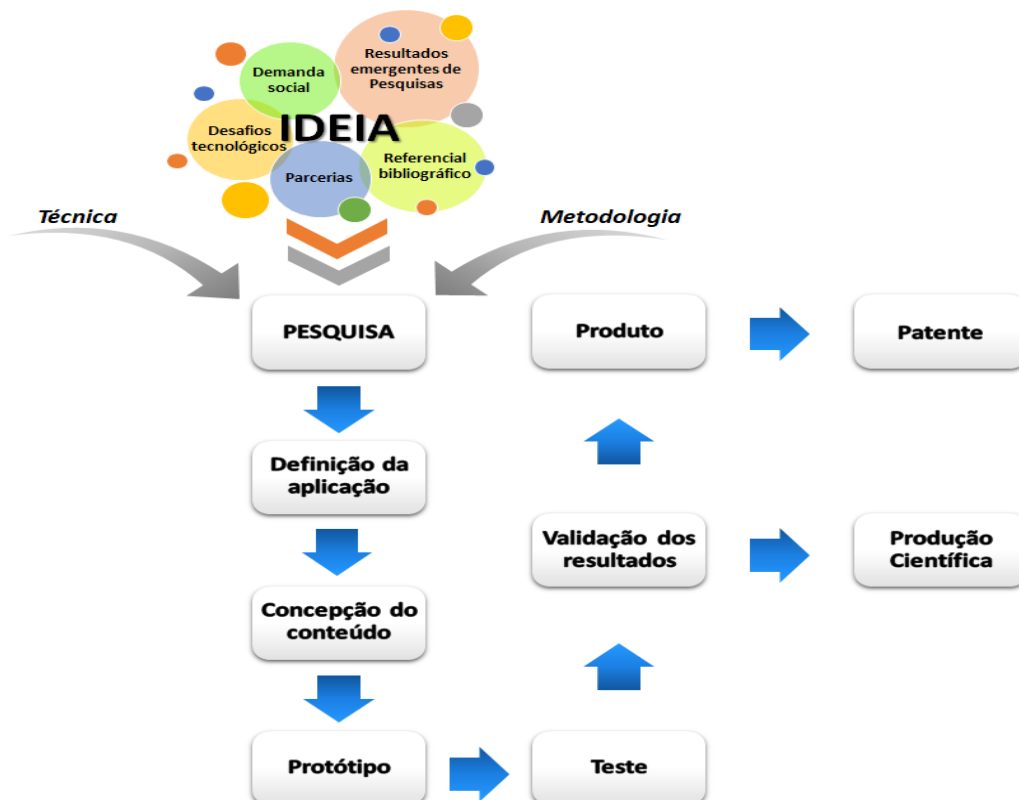 Resultados
emergentes de
Pesquisas
Demanda
social
IDEIA
Desafios
tecnológicos
Referencial
bibliográfico
Parcerias
Técnica
Metodologia
PESQUISA
Produto
Patente
Definição da
aplicação
Validação dos
resultados
Produção
Científica
Concepção do
conteúdo
Protótipo
Teste